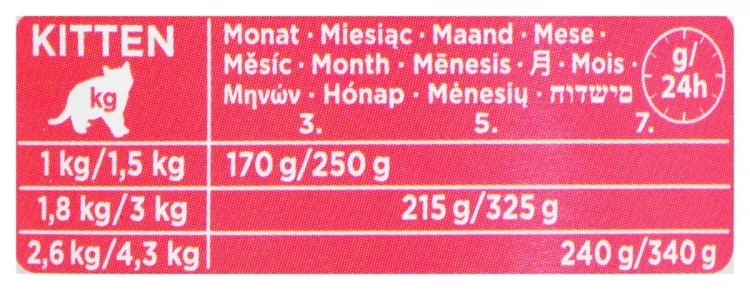 KITTEN
kg
Monat · Miesiąc · Maand · Mese ·
Měsíc · Month · Mēnesis · 月 · Mois ·
Μηνών · Hónap · Mėnesių · םישדוח
g/
24h
3. 5. 7.
1 kg/1,5 kg 170 g/250 g
1,8 kg/3 kg 215 g/325 g
2,6 kg/4,3 kg 240 g/340 g